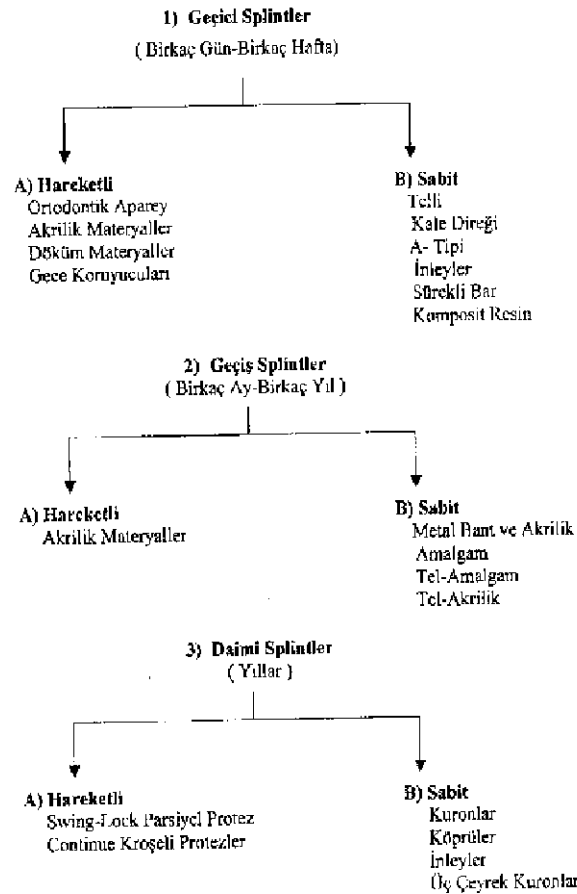 1) Geçici Splintler
( Birkaç Gün-Birkaç Hafta)
A) Hareketli
Ortodontik Aparey
Akrilik Materyaller
Döküm Materyaller
Gece Koruyucuları
B) Sabit
Telli
Kale Direği
A- Tipi
İnleyler
Sürekli Bar
Komposit Resin
2) Geçiş Splintler
( Birkaç Ay-Birkaç Yıl )
A) Hareketli
Akrilik Materyaller
B) Sabit
Metal Bant ve Akrilik
Amalgam
Tel-Amalgam
Tel-Akrilik
3) Daimi Splintler
( Yıllar )
A) Hareketli
Swing-Lock Parsiyel Protez
Continue Kroşeli Protezler
B) Sabit
Kuronlar
Köprüler
İnleyler
Üç Çeyrek Kuronlar